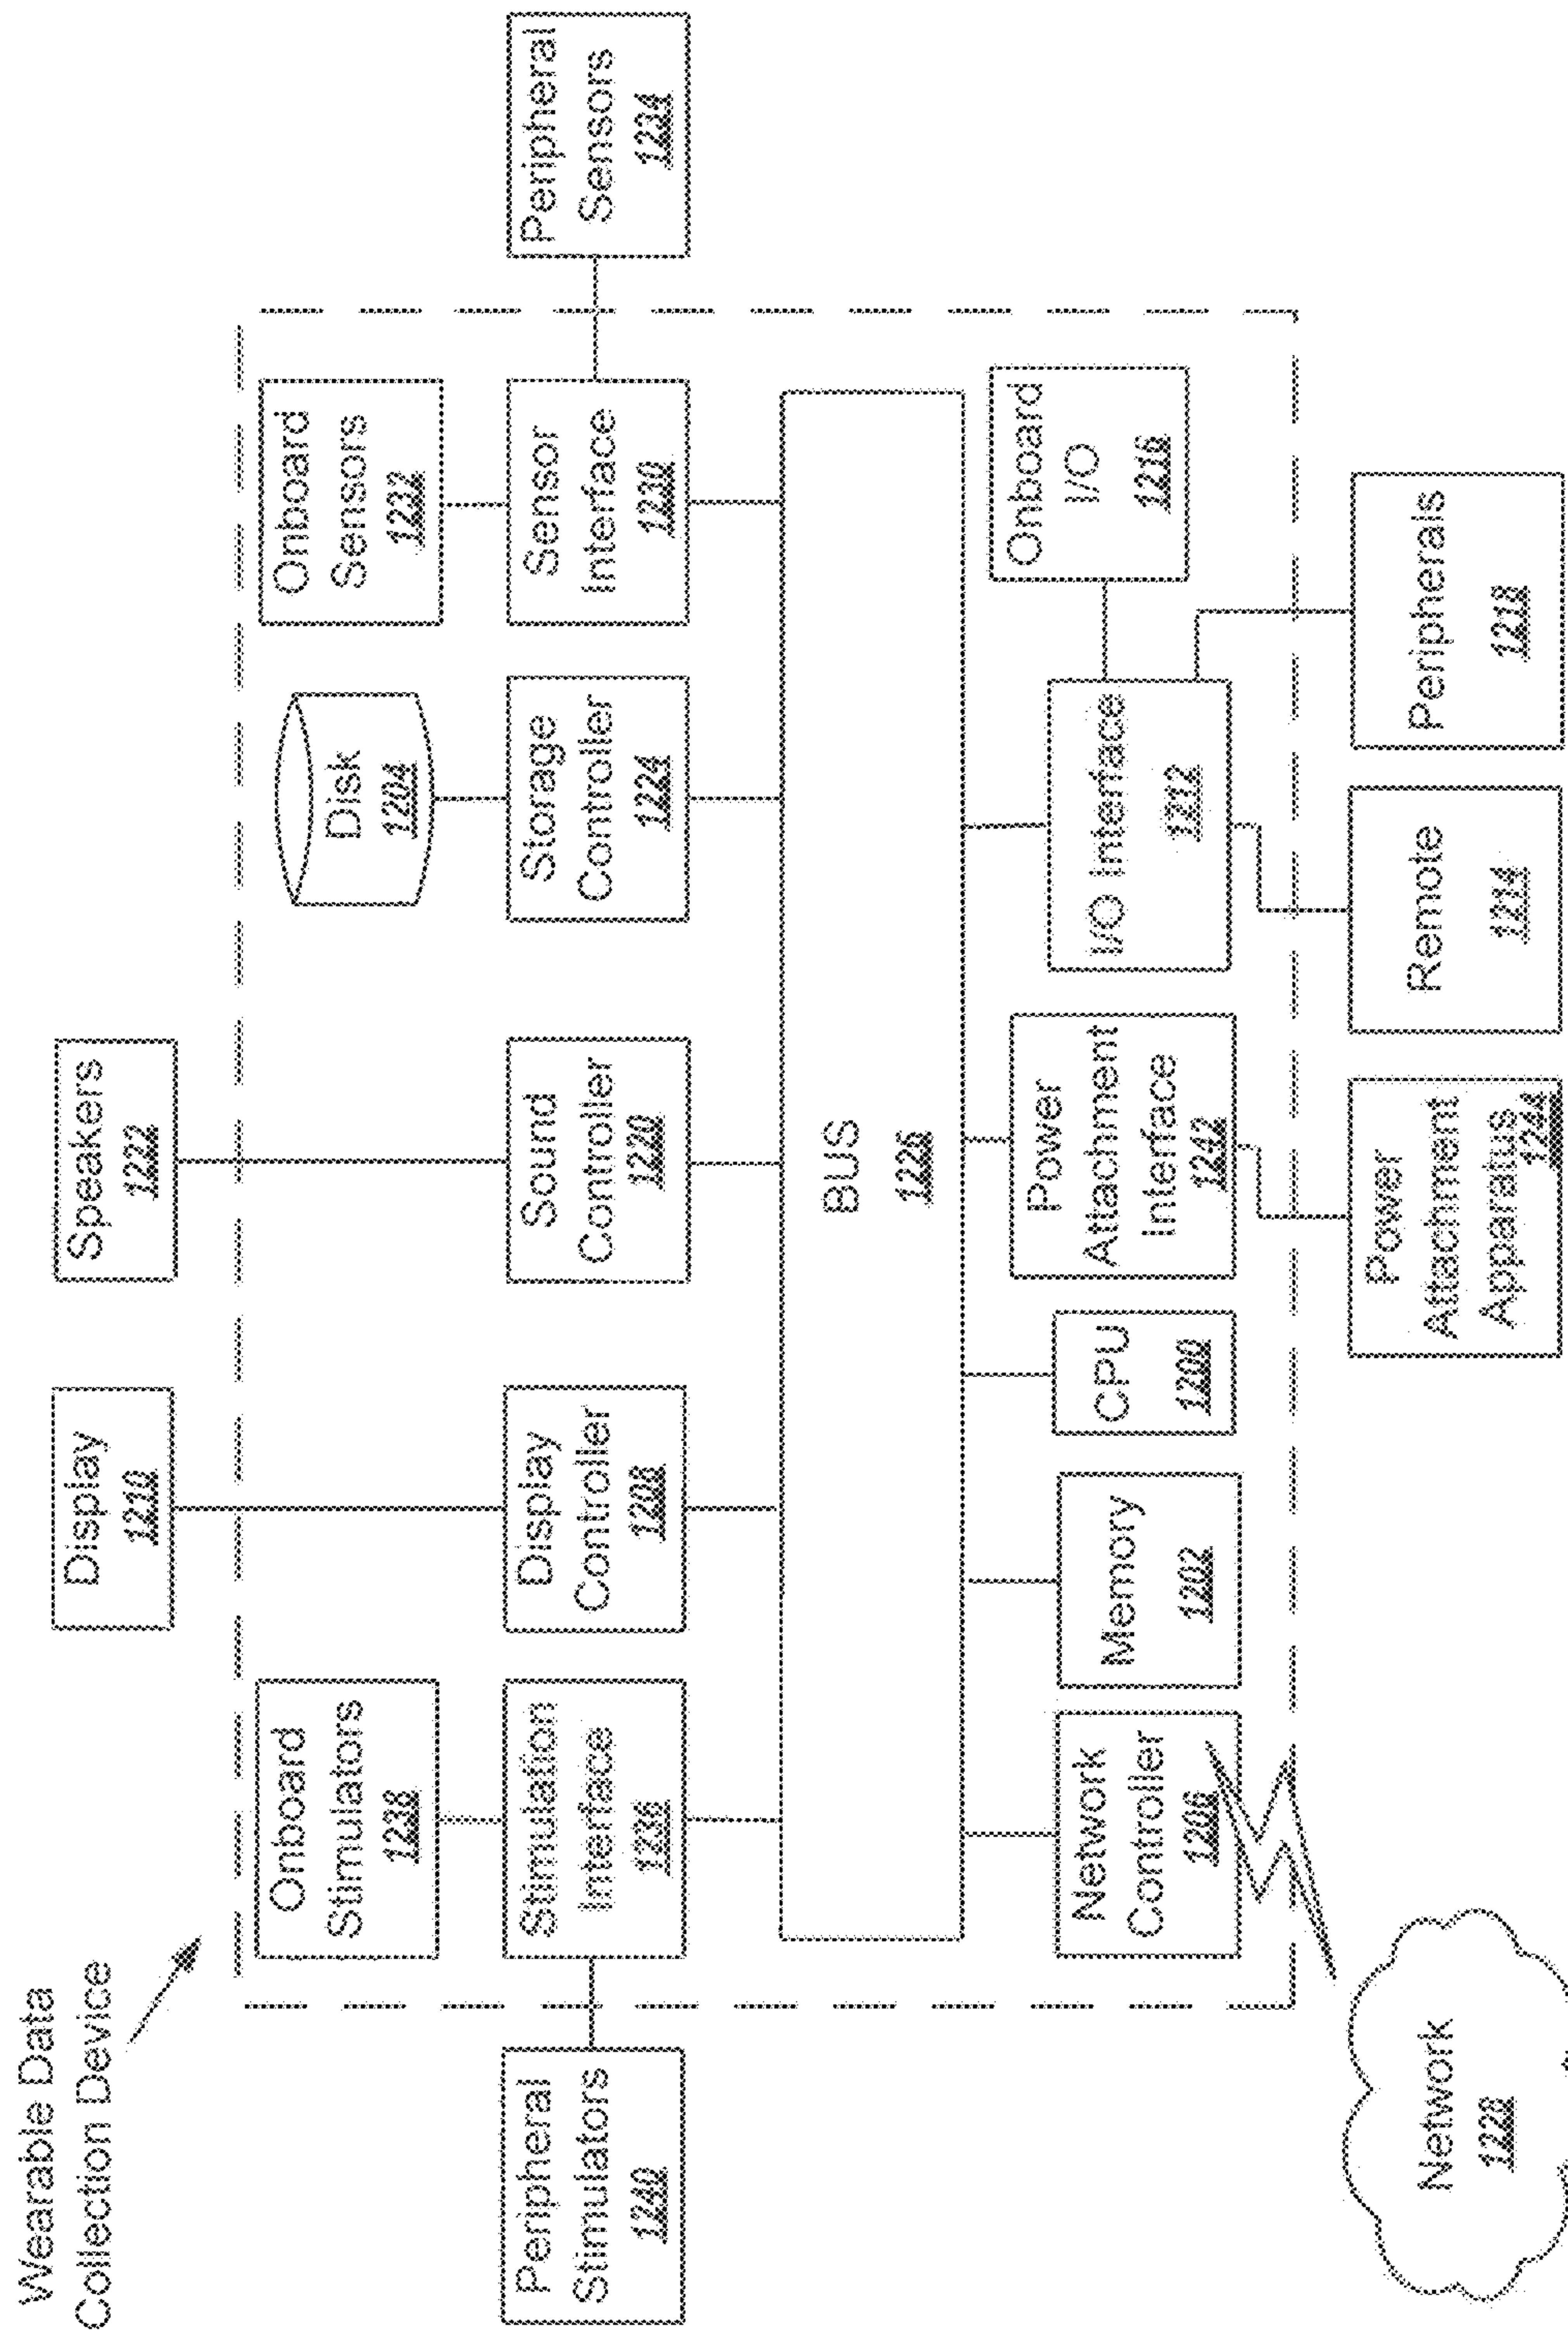 Wearable Data
Collection Device
Display
1210
Speakers
1222
Onboard
Stimulators
1238
Disk
1204
Onboard
Sensors
1232
Peripheral
Stimulators
1240
Stimulation
Interface
1236
Display
Controller
1208
Sound
Controller
1220
Storage
Controller
1224
Sensor
Interface
1230
Peripheral
Sensors
1234
BUS
1226
Network
Controller
1206
Memory
1202
CPU
1200
Power
Attachment
Interface
1242
I/O Interface
1212
Onboard
I/O
1216
Network
1228
Power
Attachment
Apparatus
1244
Remote
1214
Peripherals
1218